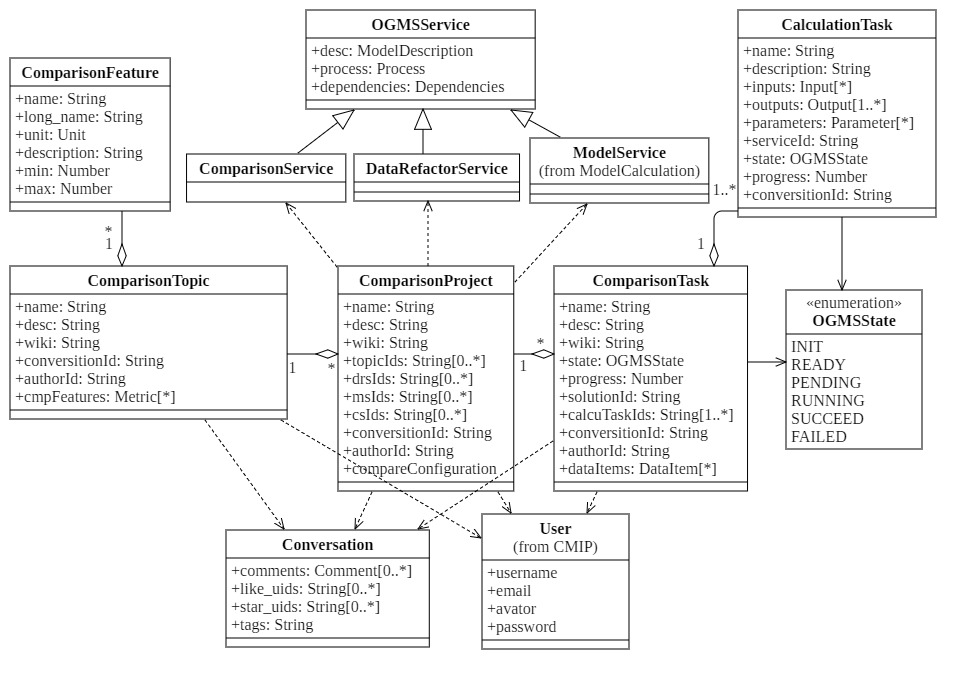 OGMSService
+desc: ModelDescription
+process: Process
+dependencies: Dependencies
CalculationTask
+name: String
+description: String
+inputs: Input[*]
+outputs: Output[1..*]
+parameters: Parameter[*]
+serviceId: String
+state: OGMSState
+progress: Number
+conversitionId: String
ComparisonFeature
+name: String
+long_name: String
+unit: Unit
+description: String
+min: Number
+max: Number
ComparisonService
DataRefactorService
ModelService
(from ModelCalculation)
1..*
*
1
1
ComparisonTopic
+name: String
+desc: String
+wiki: String
+conversitionId: String
+authorId: String
+cmpFeatures: Metric[*]
1
*
ComparisonProject
+name: String
+desc: String
+wiki: String
+topicIds: String[0..*]
+drsIds: String[0..*]
+msIds: String[0..*]
+csIds: String[0..*]
+conversitionId: String
+authorId: String
+compareConfiguration
*
1
ComparisonTask
+name: String
+desc: String
+wiki: String
+state: OGMSState
+progress: Number
+solutionId: String
+calcuTaskIds: String[1..*]
+conversitionId: String
+authorId: String
+dataItems: DataItem[*]
«enumeration»
OGMSState
INIT
READY
PENDING
RUNNING
SUCCEED
FAILED
Conversation
+comments: Comment[0..*]
+like_uids: String[0..*]
+star_uids: String[0..*]
+tags: String
User
(from CMIP)
+username
+email
+avator
+password